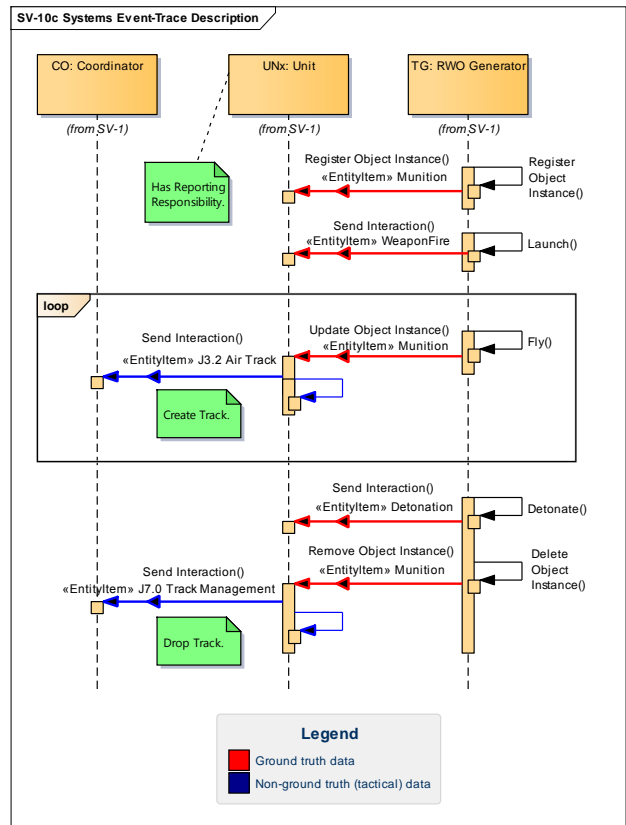 SV-10c Systems Event-Trace Description
CO: Coordinator
UNx: Unit
TG: RWO Generator
(from SV-1)
(from SV-1)
(from SV-1)
Has Reporting
Responsibility.
Register Object Instance()
«EntityItem» Munition
Register
Object
Instance()
Send Interaction()
«EntityItem» WeaponFire
Launch()
loop
Send Interaction()
«EntityItem» J3.2 Air Track
Update Object Instance()
«EntityItem» Munition
Fly()
Create Track.
Send Interaction()
«EntityItem» Detonation
Detonate()
Remove Object Instance()
«EntityItem» Munition
Delete
Object
Instance()
Send Interaction()
«EntityItem» J7.0 Track Management
Drop Track.
Legend
Ground truth data
Non-ground truth (tactical) data